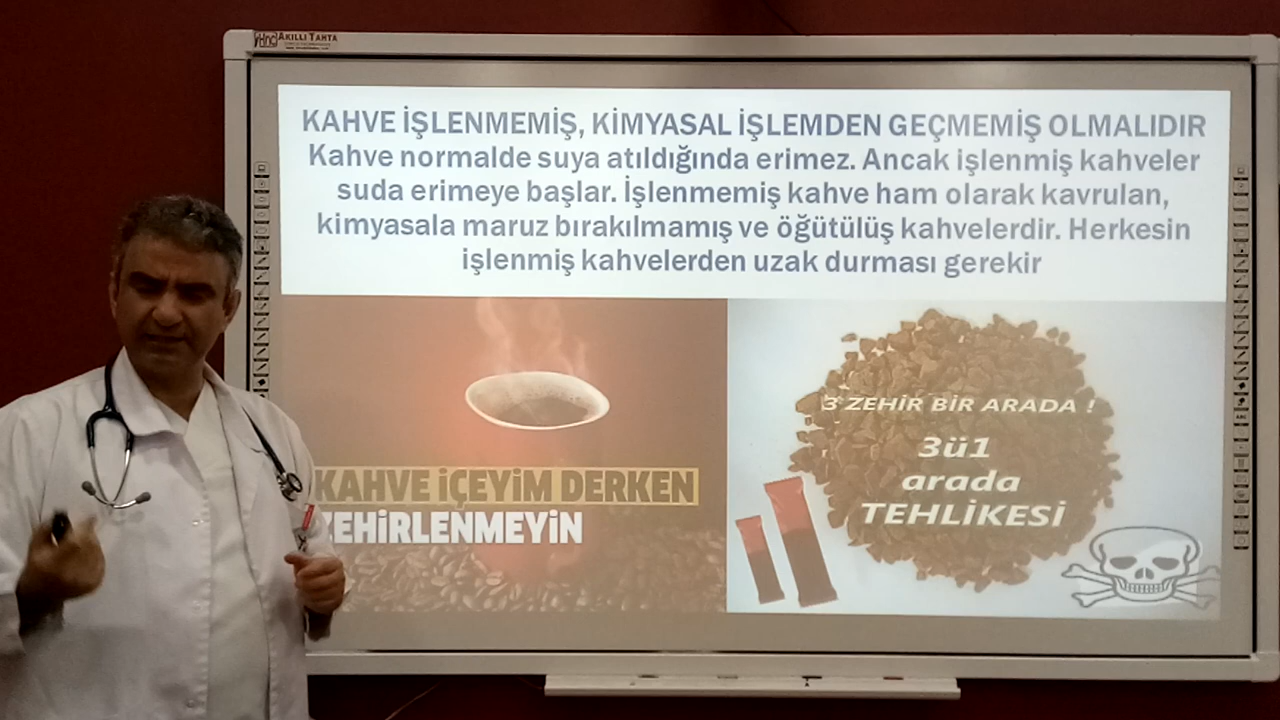 AKILLI TAHTA
KAHVE İŞLENMEMİŞ, KİMYASAL İŞLEMDEN GEÇMEMİŞ OLMALIDIR
Kahve normalde suya atıldığında erimez. Ancak işlenmiş kahveler
suda erimeye başlar. İşlenmemiş kahve ham olarak kavrulan,
kimyasala maruz bırakılmamış ve öğütülüş kahvelerdir. Herkesin
işlenmiş kahvelerden uzak durması gerekir
KAHVE İÇEYİM DERKEN
ZEHİRLENMEYİN
3 ZEHİR BİR ARADA !
3ü1
arada
TEHLİKESİ